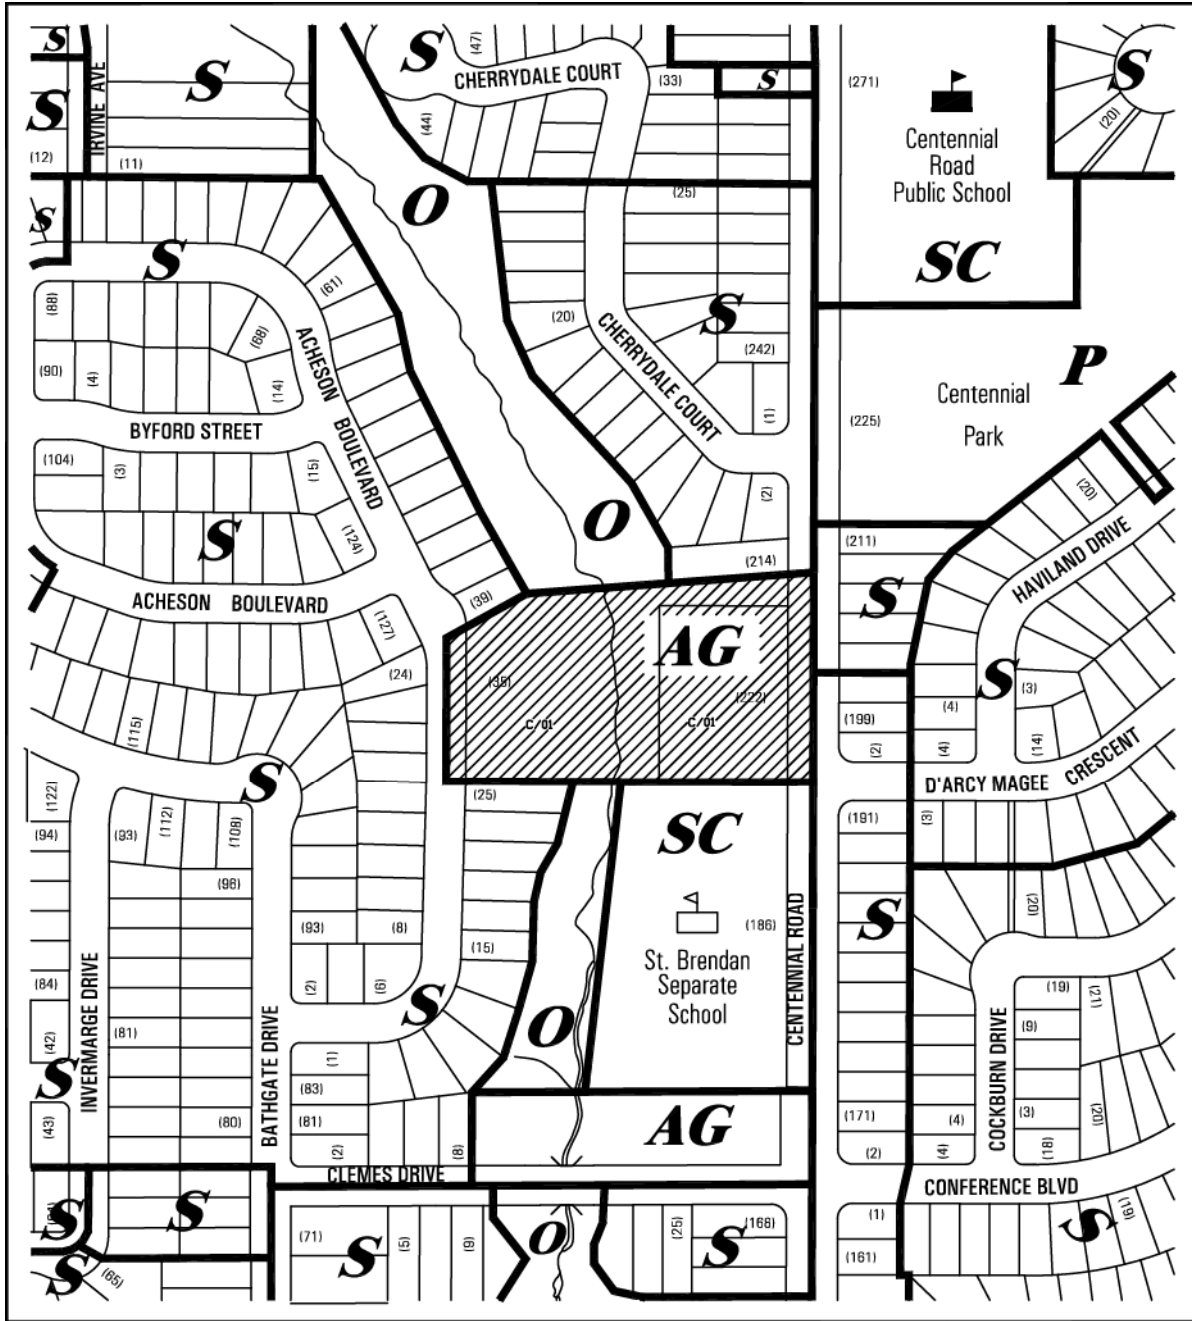 S
S
S
(47)
CHERRYDALE COURT
(33)
S
(271)
S
S
IRVINE AVE
(12)
(11)
(44)
(20)
Centennial
Road
Public School
SC
S
O
(25)
S
(61)
(88)
(68)
ACHESON BOULEVARD
(20)
CHERRYDALE COURT
S
(242)
P
(90)
(4)
(14)
(1)
(225)
Centennial
Park
BYFORD STREET
(104)
(3)
(15)
(124)
S
O
(2)
(214)
(20)
(211)
HAVILAND DRIVE
S
ACHESON BOULEVARD
(127)
(39)
(24)
AG
(35)
(222)
C/01
C/01
S
(3)
(4)
(199)
(2)
(4)
(14)
(115)
S
D'ARCY MAGEE CRESCENT
(122)
(94)
(93)
(112)
(108)
(25)
SC
(191)
(3)
(96)
(93)
(8)
(15)
(186)
St. Brendan
Separate
School
CENTENNIAL ROAD
S
(20)
(84)
(2)
(6)
S
O
(19)
(21)
(9)
(42)
INVERMARGE DRIVE
(81)
BATHGATE DRIVE
(1)
(83)
S
COCKBURN DRIVE
(43)
(80)
(81)
(2)
(8)
AG
(171)
(2)
(4)
(4)
(3)
(18)
(20)
CLEMES DRIVE
CONFERENCE BLVD
S
S
(71)
S
(5)
(9)
O
(25)
S
(168)
(1)
(161)
S
(19)
S
(65)